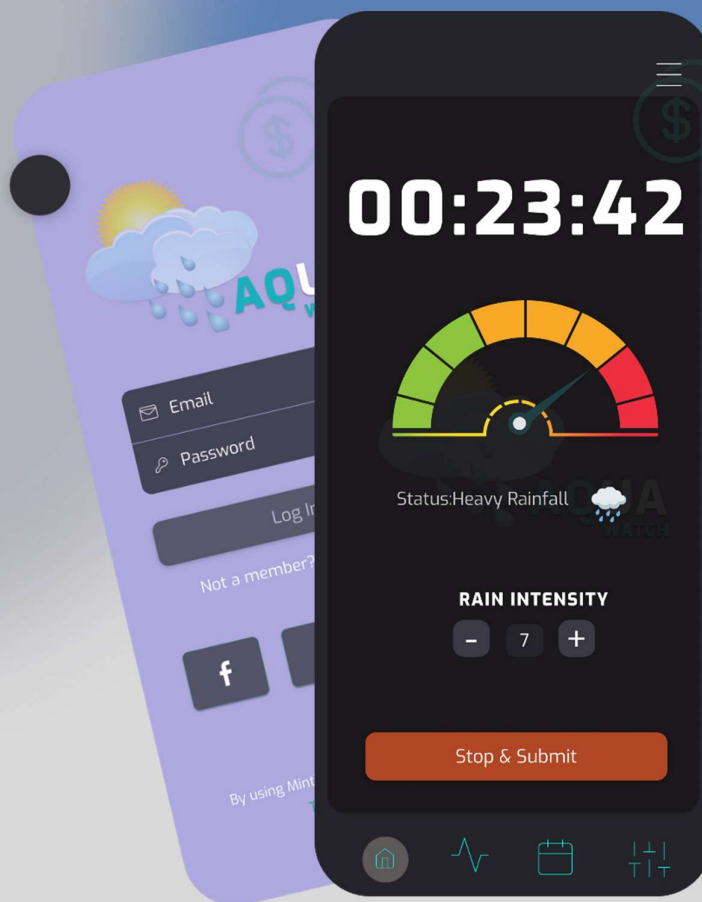 AQU
Email
Password
Log In
Not a member?
f
By using Mint
$
00:23:42
Status:Heavy Rainfall
AQUA
WATCH
RAIN INTENSITY
- 7 +
Stop & Submit